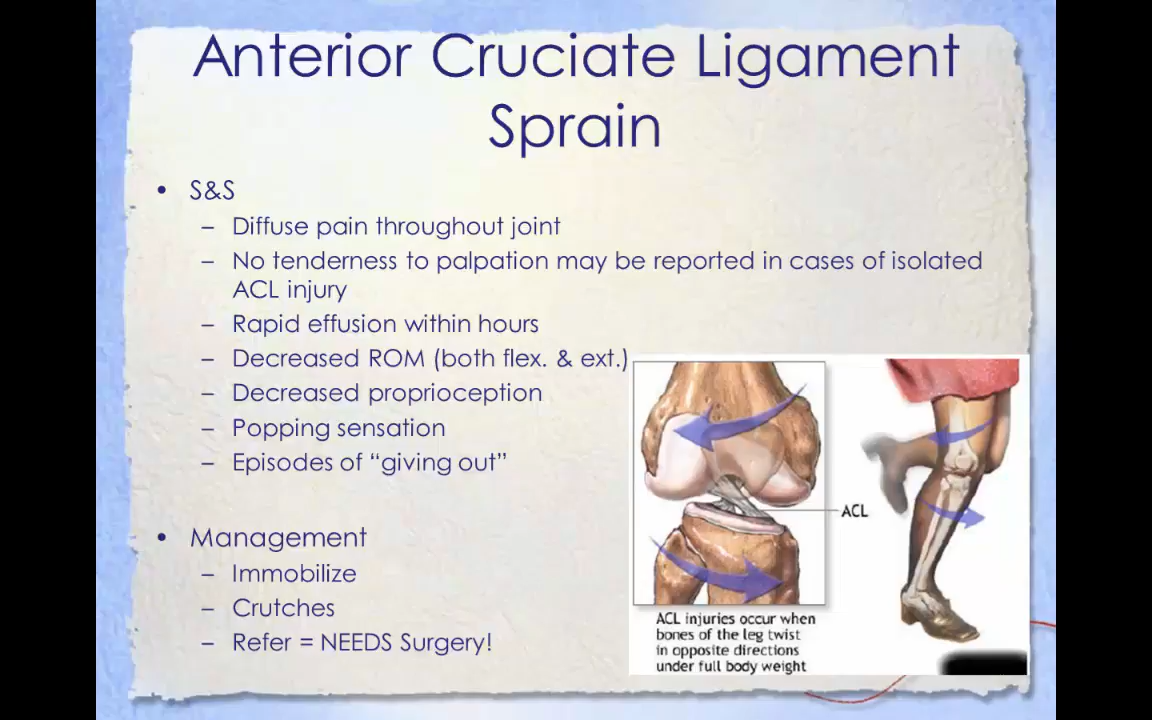 Anterior Cruciate Ligament
Sprain
• S&S
– Diffuse pain throughout joint
– No tenderness to palpation may be reported in cases of isolated
ACL injury
– Rapid effusion within hours
– Decreased ROM (both flex. & ext.)
– Decreased proprioception
– Popping sensation
– Episodes of “giving out”
• Management
– Immobilize
– Crutches
– Refer = NEEDS Surgery!
ACL
ACL injuries occur when
bones of the leg twist
in opposite directions
under full body weight